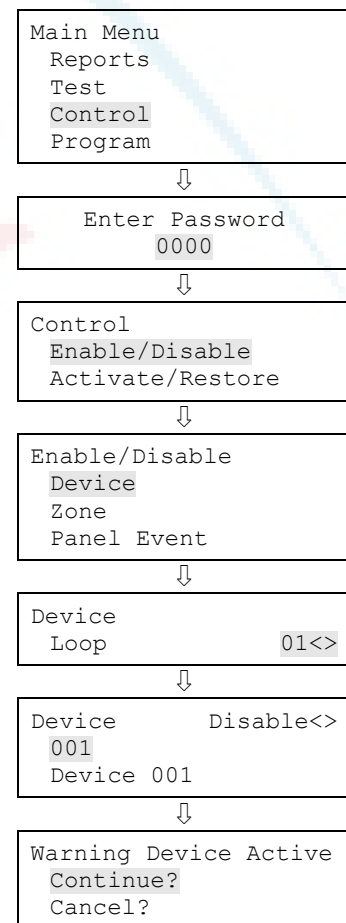 Main Menu
Reports
Test
Control
Program
⇩
Enter Password
0000
⇩
Control
Enable/Disable
Activate/Restore
⇩
Enable/Disable
Device
Zone
Panel Event
⇩
Device
Loop 01<>
⇩
Device Disable<>
001
Device 001
⇩
Warning Device Active
Continue?
Cancel?